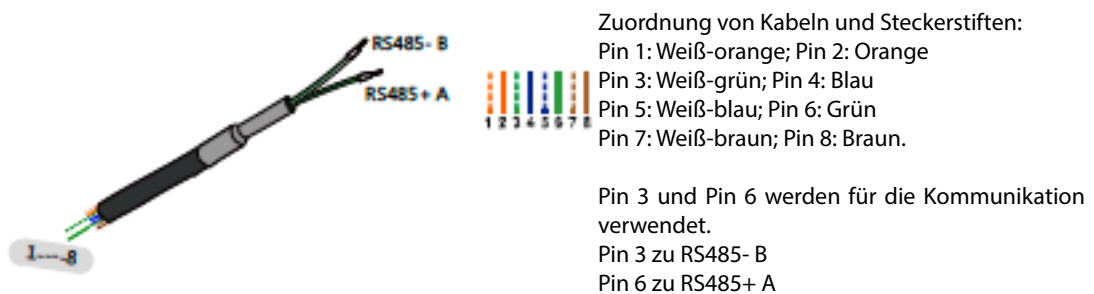 RS485- B
RS485+ A
1 2 3 4 5 6 7 8
1----8
Zuordnung von Kabeln und Steckerstiften:
Pin 1: Weiß-orange; Pin 2: Orange
Pin 3: Weiß-grün; Pin 4: Blau
Pin 5: Weiß-blau; Pin 6: Grün
Pin 7: Weiß-braun; Pin 8: Braun.
Pin 3 und Pin 6 werden für die Kommunikation
verwendet.
Pin 3 zu RS485- B
Pin 6 zu RS485+ A